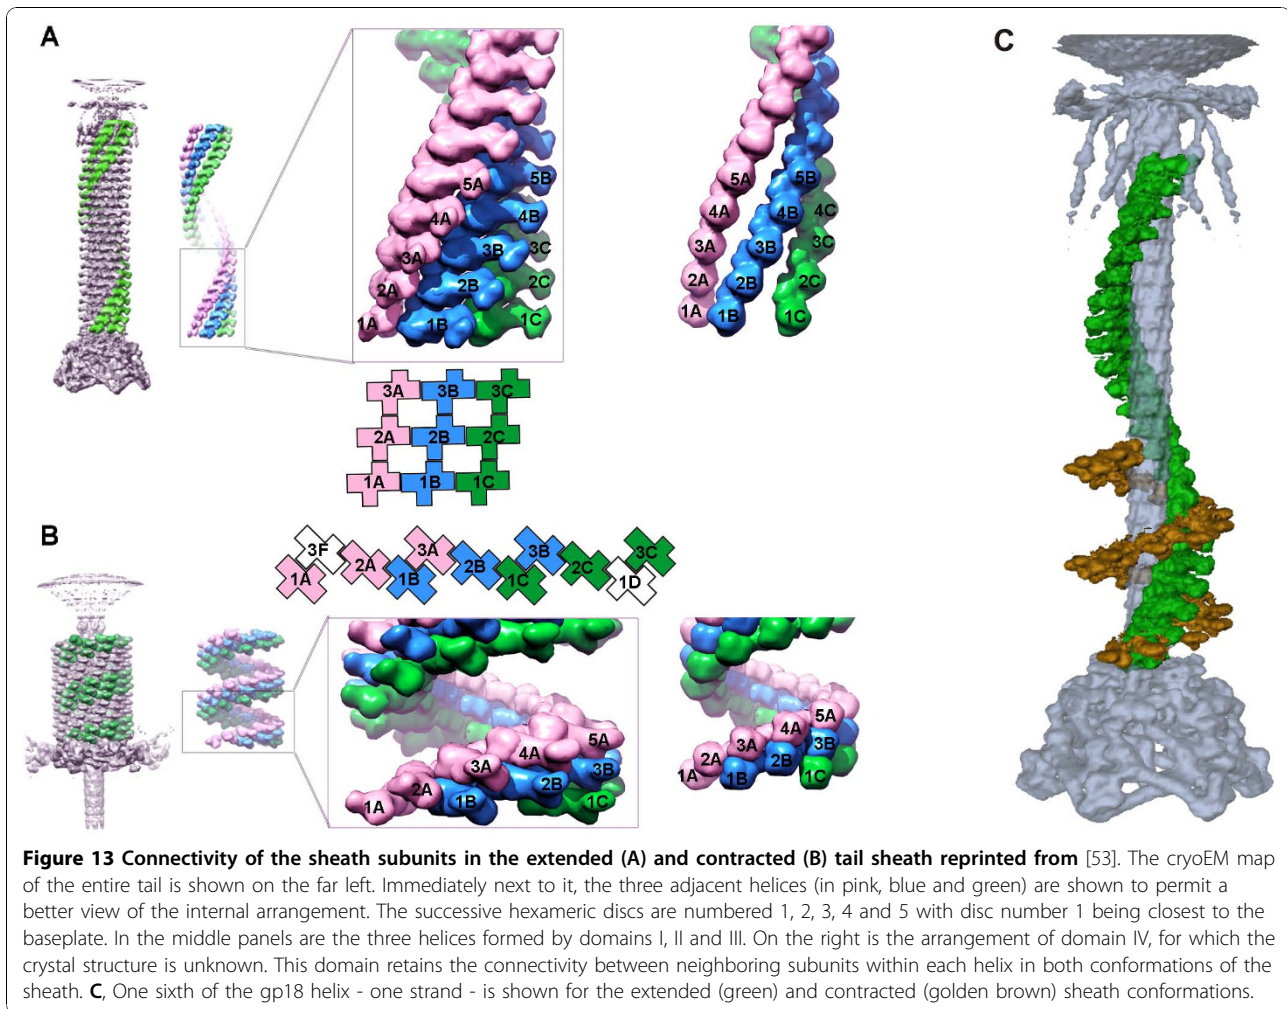 A
C
5A
5B
4A
4B
3A
3B
3C
2A
2B
2C
1A
1B
1C
5A
5B
4A
4B
4C
3A
3B
3C
2A
2B
2C
1A
1B
1C
3A 3B 3C
2A 2B 2C
1A 1B 1C
B
3F 3A 3B 3C
2A 2B 2C
1A 1B 1C 1D
5A
4A
3A
3B
2A
2B
1A
1B
1C
5A
4A
3A
3B
2A
2B
1A
1B
1C
Figure 13 Connectivity of the sheath subunits in the extended (A) and contracted (B) tail sheath reprinted from [53]. The cryoEM map
of the entire tail is shown on the far left. Immediately next to it, the three adjacent helices (in pink, blue and green) are shown to permit a
better view of the internal arrangement. The successive hexameric discs are numbered 1, 2, 3, 4 and 5 with disc number 1 being closest to the
baseplate. In the middle panels are the three helices formed by domains I, II and III. On the right is the arrangement of domain IV, for which the
crystal structure is unknown. This domain retains the connectivity between neighboring subunits within each helix in both conformations of the
sheath. C, One sixth of the gp18 helix - one strand - is shown for the extended (green) and contracted (golden brown) sheath conformations.